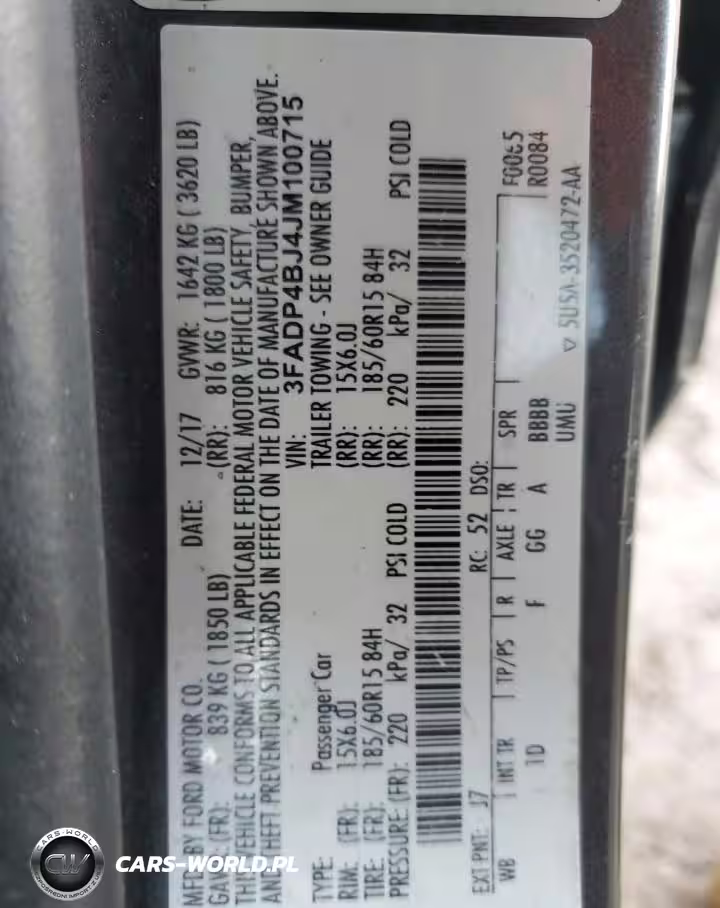 MFD. BY FORD MOTOR CO.
DATE: 12/17 GVWR: 1642 KG ( 3620 LB)
GAWR: (FR): 839 KG ( 1850 LB) (RR): 816 KG ( 1800 LB)
THIS VEHICLE CONFORMS TO ALL APPLICABLE FEDERAL MOTOR VEHICLE SAFETY, BUMPER,
AND THEFT PREVENTION STANDARDS IN EFFECT ON THE DATE OF MANUFACTURE SHOWN ABOVE.
VIN: 3FADP4BJ4JM100715
TYPE: Passenger Car TRAILER TOWING - SEE OWNER GUIDE
RIM: (FR): 15X6.0J (RR): 15X6.0J
TIRE: (FR): 185/60R15 84H (RR): 185/60R15 84H
PRESSURE: (FR): 220 kPa/ 32 PSI COLD (RR): 220 kPa/ 32 PSI COLD
EXT PNT: J7 RC: 52 DSO:
WB INT TR TP/PS R AXLE TR SPR F0065
1D F GG A BBBB R0084
UMU ▽ 5U5A-3520472-AA
CARS-WORLD
CW
CARS-WORLD.PL